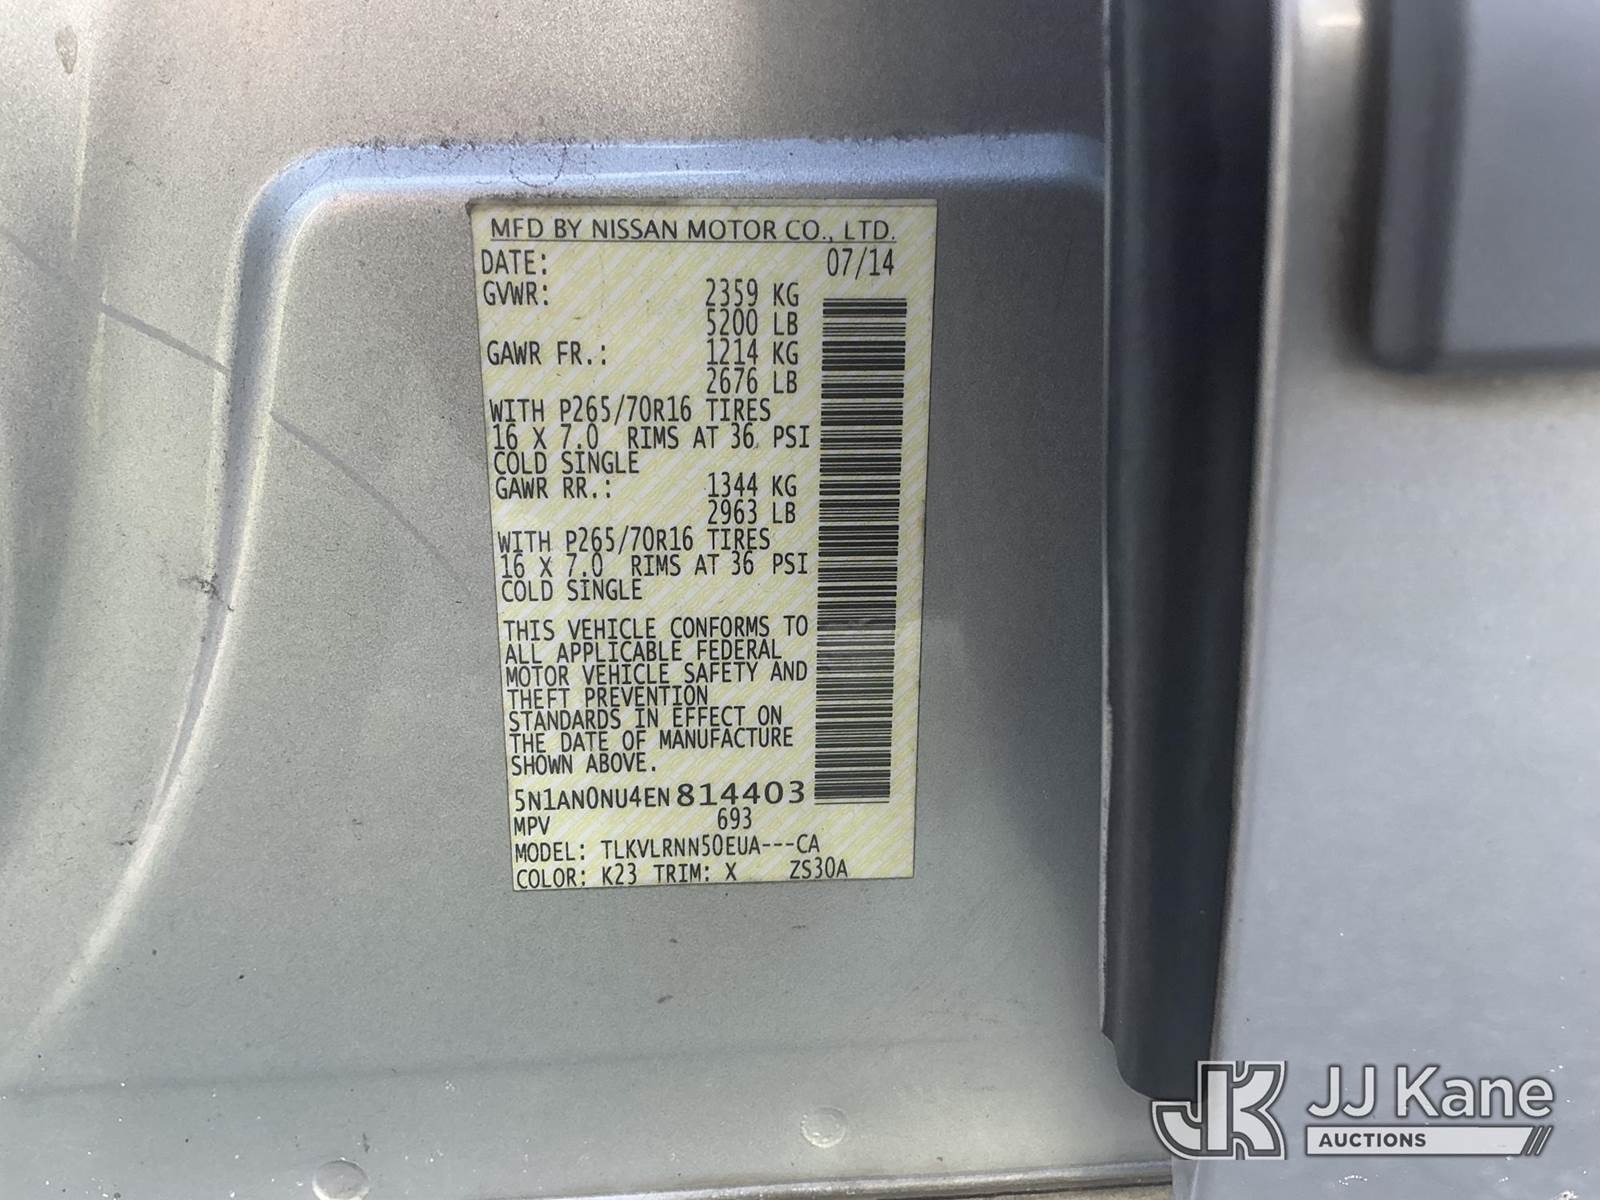 MFD BY NISSAN MOTOR CO., LTD.
DATE: 07/14
GVWR: 2359 KG
5200 LB
GAWR FR.: 1214 KG
2676 LB
WITH P265/70R16 TIRES
16 X 7.0 RIMS AT 36 PSI
COLD SINGLE
GAWR RR.: 1344 KG
2963 LB
WITH P265/70R16 TIRES
16 X 7.0 RIMS AT 36 PSI
COLD SINGLE
THIS VEHICLE CONFORMS TO
ALL APPLICABLE FEDERAL
MOTOR VEHICLE SAFETY AND
THEFT PREVENTION
STANDARDS IN EFFECT ON
THE DATE OF MANUFACTURE
SHOWN ABOVE.
5N1AN0NU4EN814403
MPV 693
MODEL: TLKVLRNN50EUA---CA
COLOR: K23 TRIM: X ZS30A
JK JJ Kane
AUCTIONS